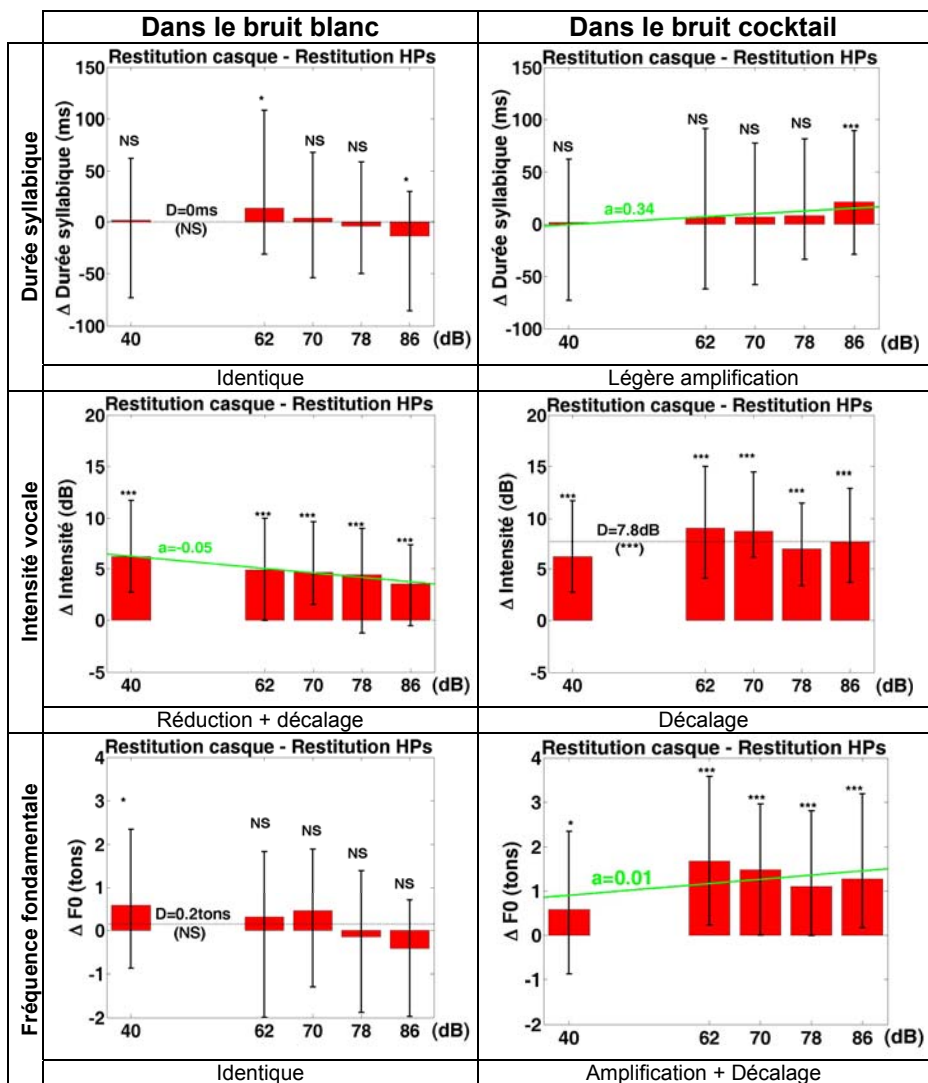 Dans le bruit blanc
Dans le bruit cocktail
Durée syllabique
Restitution casque - Restitution HPs
Δ Durée syllabique (ms)
150
100
50
0
-50
-100
NS
*
NS
NS
*
D=0ms
(NS)
40
62
70
78
86
(dB)
Identique
Restitution casque - Restitution HPs
Δ Durée syllabique (ms)
150
100
50
0
-50
-100
NS
NS
NS
NS
***
a=0.34
40
62
70
78
86
(dB)
Légère amplification
Intensité vocale
Restitution casque - Restitution HPs
Δ Intensité (dB)
20
15
10
5
0
-5
***
***
***
***
***
a=-0.05
40
62
70
78
86
(dB)
Réduction + décalage
Restitution casque - Restitution HPs
Δ Intensité (dB)
20
15
10
5
0
-5
***
***
***
***
***
D=7.8dB
(***)
40
62
70
78
86
(dB)
Décalage
Fréquence fondamentale
Restitution casque - Restitution HPs
Δ F0 (tons)
4
3
2
1
0
-1
-2
*
NS
NS
NS
NS
D=0.2tons
(NS)
40
62
70
78
86
(dB)
Identique
Restitution casque - Restitution HPs
Δ F0 (tons)
4
3
2
1
0
-1
-2
*
***
***
***
***
a=0.01
40
62
70
78
86
(dB)
Amplification + Décalage